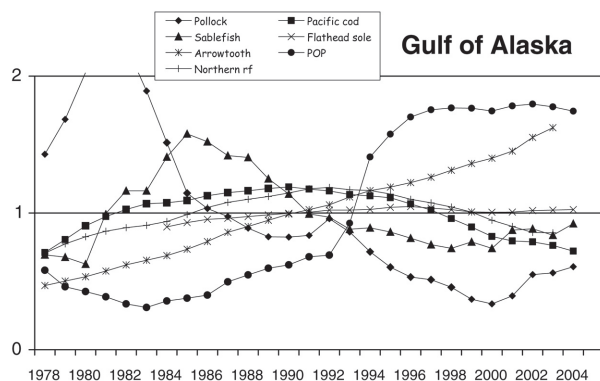 Pollock Pacific cod
Sablefish Flathead sole
Arrowtooth POP
Northern rf
Gulf of Alaska
2
1
0
1978 1980 1982 1984 1986 1988 1990 1992 1994 1996 1998 2000 2002 2004